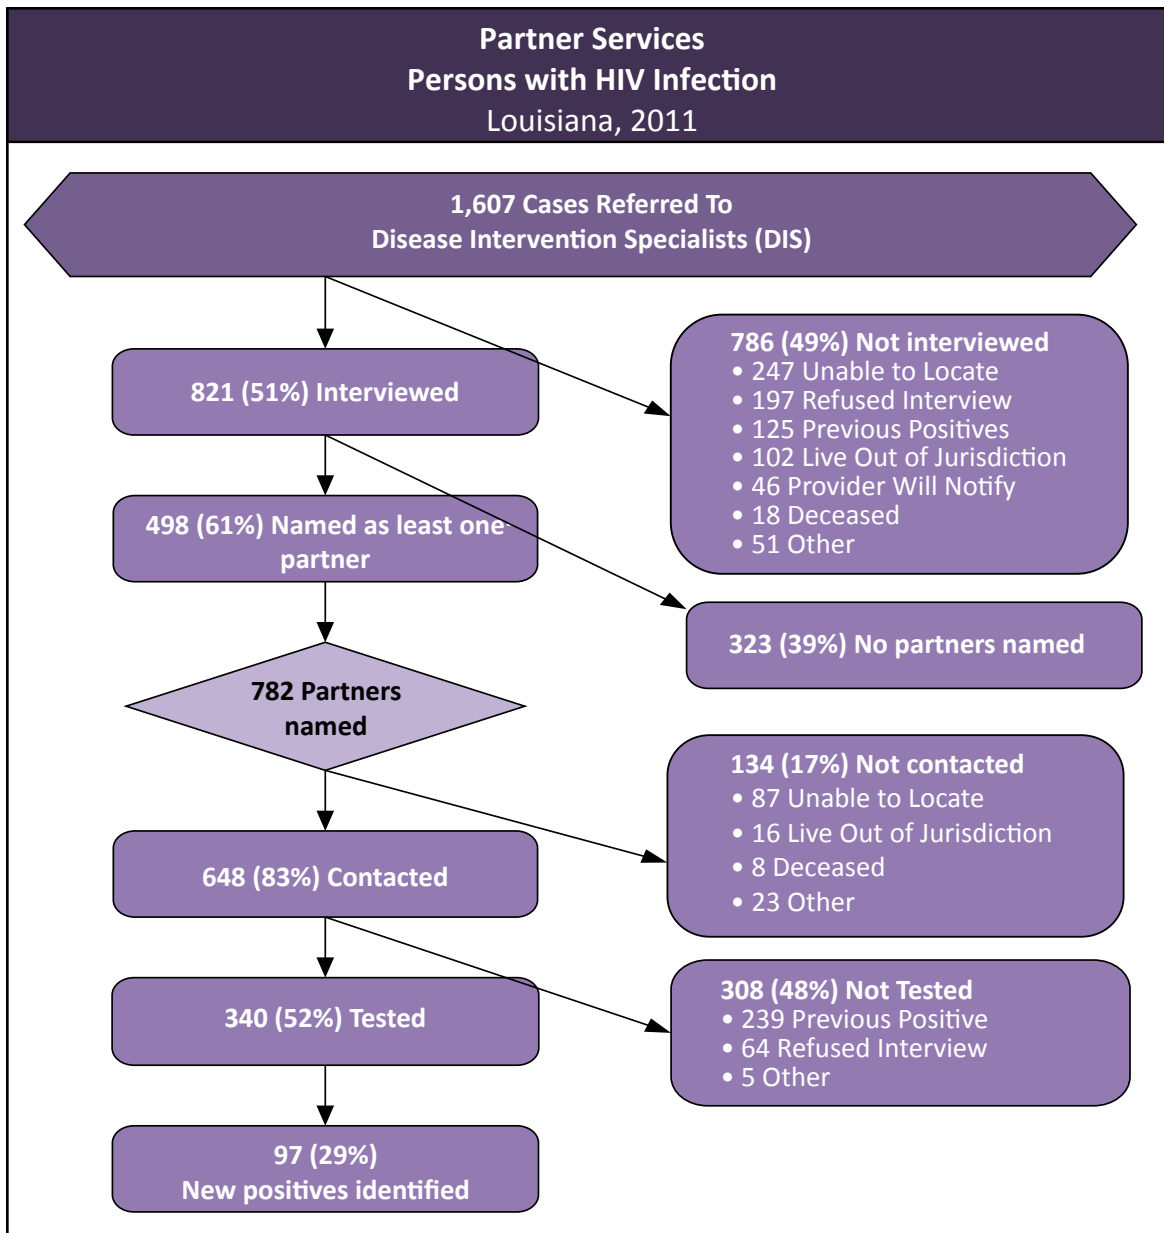 Partner Services
Persons with HIV Infection
Louisiana, 2011
1,607 Cases Referred To
Disease Intervention Specialists (DIS)
821 (51%) Interviewed
786 (49%) Not interviewed
• 247 Unable to Locate
• 197 Refused Interview
• 125 Previous Positives
• 102 Live Out of Jurisdiction
• 46 Provider Will Notify
• 18 Deceased
• 51 Other
498 (61%) Named as least one
partner
323 (39%) No partners named
782 Partners
named
134 (17%) Not contacted
• 87 Unable to Locate
• 16 Live Out of Jurisdiction
• 8 Deceased
• 23 Other
648 (83%) Contacted
308 (48%) Not Tested
• 239 Previous Positive
• 64 Refused Interview
• 5 Other
340 (52%) Tested
97 (29%)
New positives identified